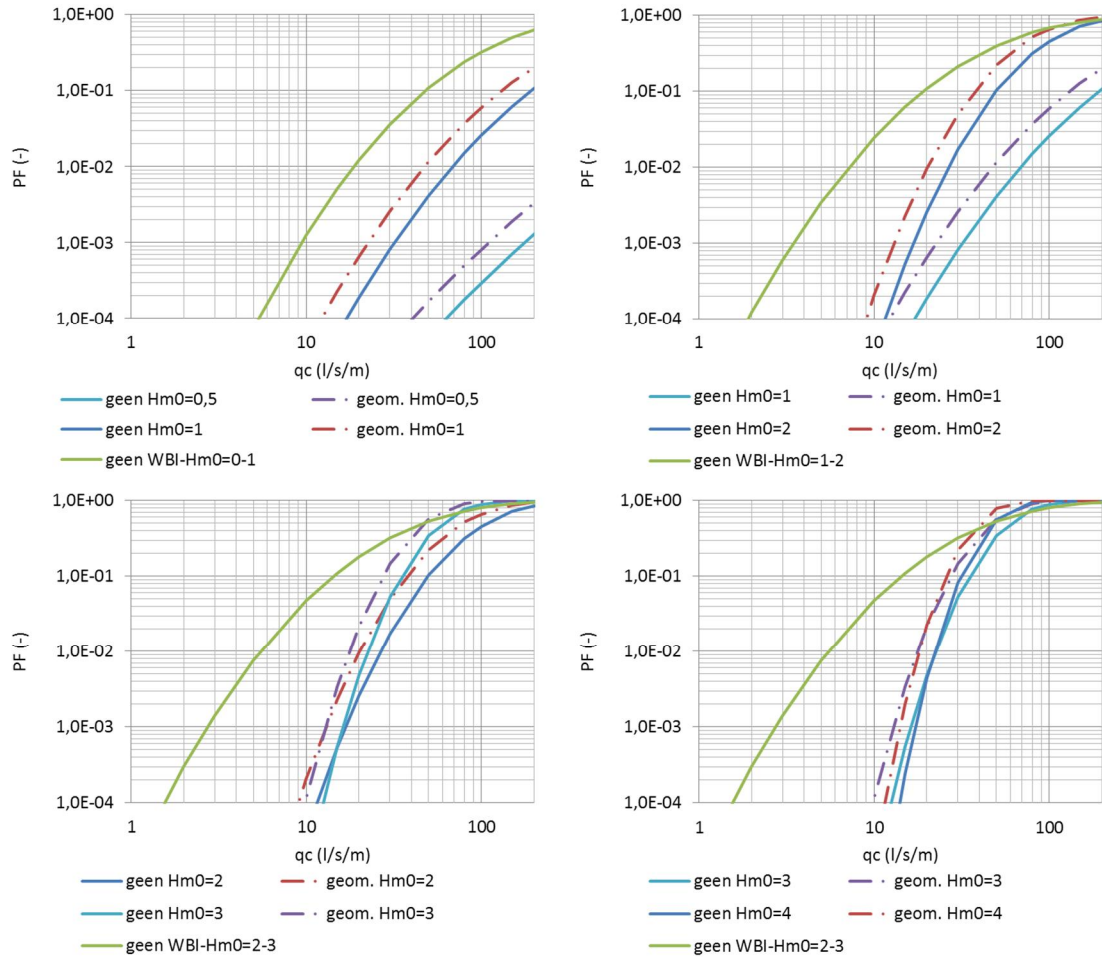 1,0E+00
1,0E-01
1,0E-02
1,0E-03
1,0E-04
PF (-)
1 10 100
qc (l/s/m)
geen Hm0=0,5 geom. Hm0=0,5
geen Hm0=1 geom. Hm0=1
geen WBI-Hm0=0-1
1,0E+00
1,0E-01
1,0E-02
1,0E-03
1,0E-04
PF (-)
1 10 100
qc (l/s/m)
geen Hm0=1 geom. Hm0=1
geen Hm0=2 geom. Hm0=2
geen WBI-Hm0=1-2
1,0E+00
1,0E-01
1,0E-02
1,0E-03
1,0E-04
PF (-)
1 10 100
qc (l/s/m)
geen Hm0=2 geom. Hm0=2
geen Hm0=3 geom. Hm0=3
geen WBI-Hm0=2-3
1,0E+00
1,0E-01
1,0E-02
1,0E-03
1,0E-04
PF (-)
1 10 100
qc (l/s/m)
geen Hm0=3 geom. Hm0=3
geen Hm0=4 geom. Hm0=4
geen WBI-Hm0=2-3